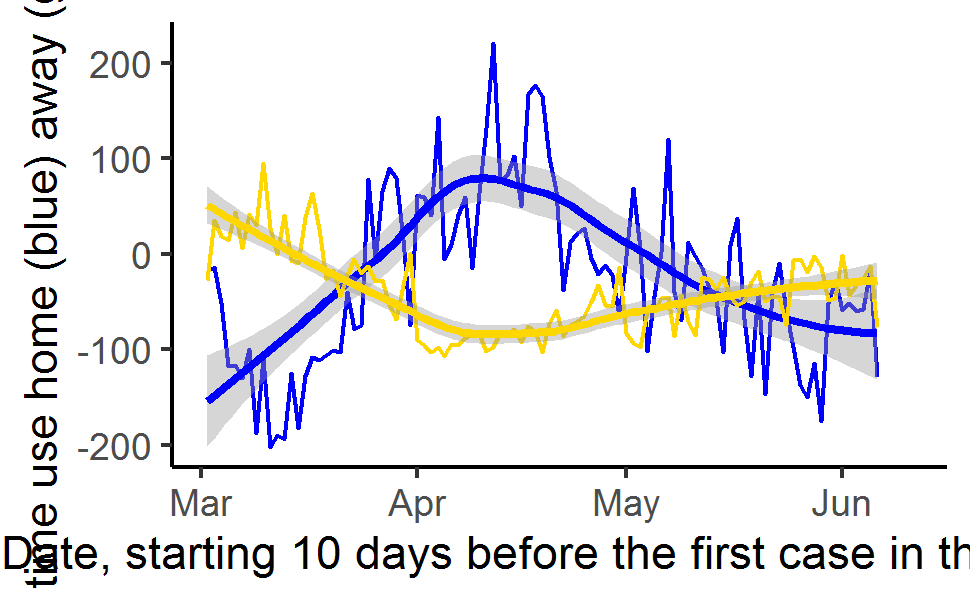 time use home (blue) away (g
200
100
0
-100
-200
Mar Apr May Jun
Date, starting 10 days before the first case in th